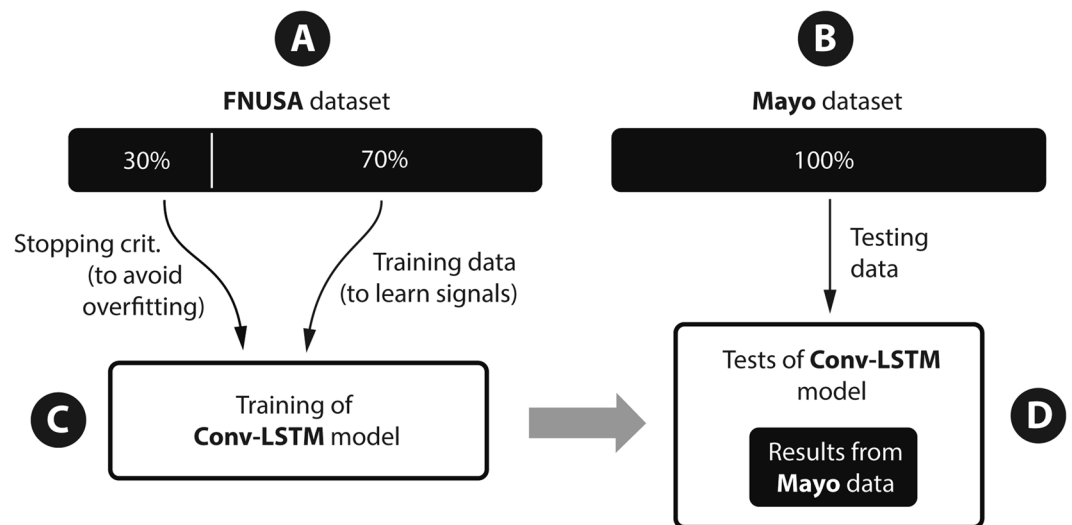 A
B
FNUSA dataset
Mayo dataset
30%
70%
100%
Stopping crit.
(to avoid
overfitting)
Training data
(to learn signals)
Testing
data
C
Training of
Conv-LSTM model
Tests of Conv-LSTM
model
D
Results from
Mayo data